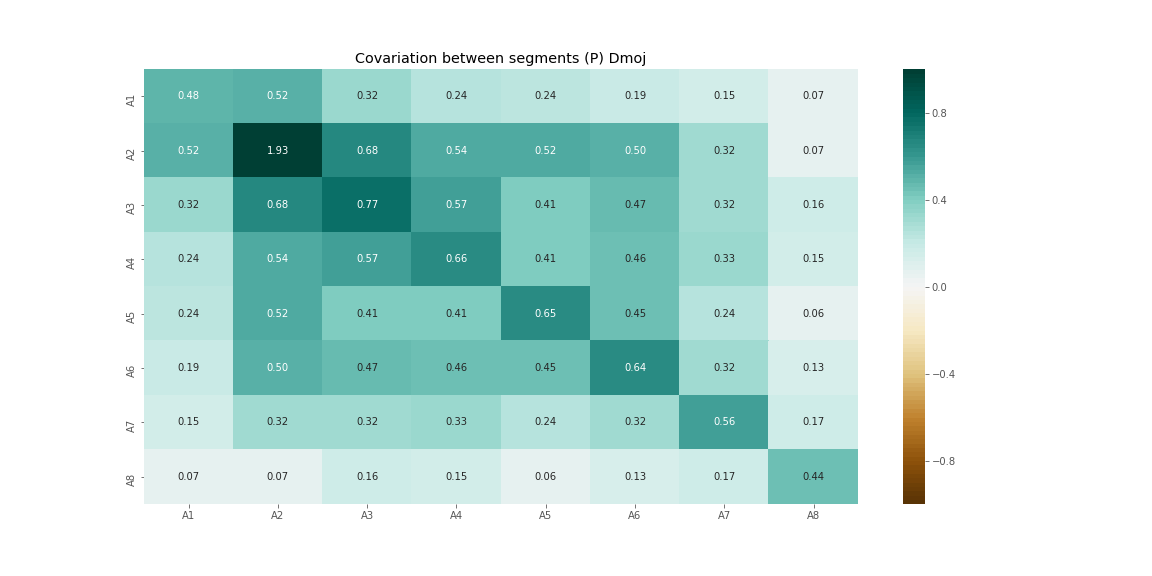 Covariation between segments (P) Dmoj
A1 0.48 0.52 0.32 0.24 0.24 0.19 0.15 0.07
A2 0.52 1.93 0.68 0.54 0.52 0.50 0.32 0.07
A3 0.32 0.68 0.77 0.57 0.41 0.47 0.32 0.16
A4 0.24 0.54 0.57 0.66 0.41 0.46 0.33 0.15
A5 0.24 0.52 0.41 0.41 0.65 0.45 0.24 0.06
A6 0.19 0.50 0.47 0.46 0.45 0.64 0.32 0.13
A7 0.15 0.32 0.32 0.33 0.24 0.32 0.56 0.17
A8 0.07 0.07 0.16 0.15 0.06 0.13 0.17 0.44
A1 A2 A3 A4 A5 A6 A7 A8
0.8
0.4
0.0
−0.4
−0.8